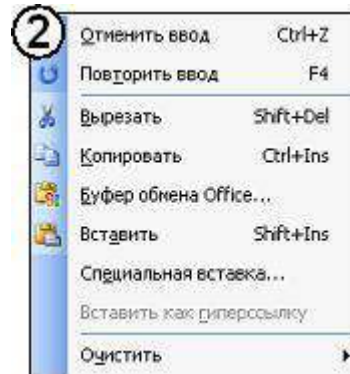 2
Отменить ввод Ctrl+Z
Повторить ввод F4
Вырезать Shift+Del
Копировать Ctrl+Ins
Буфер обмена Office...
Вставить Shift+Ins
Специальная вставка...
Вставить как гиперссылку
Очистить